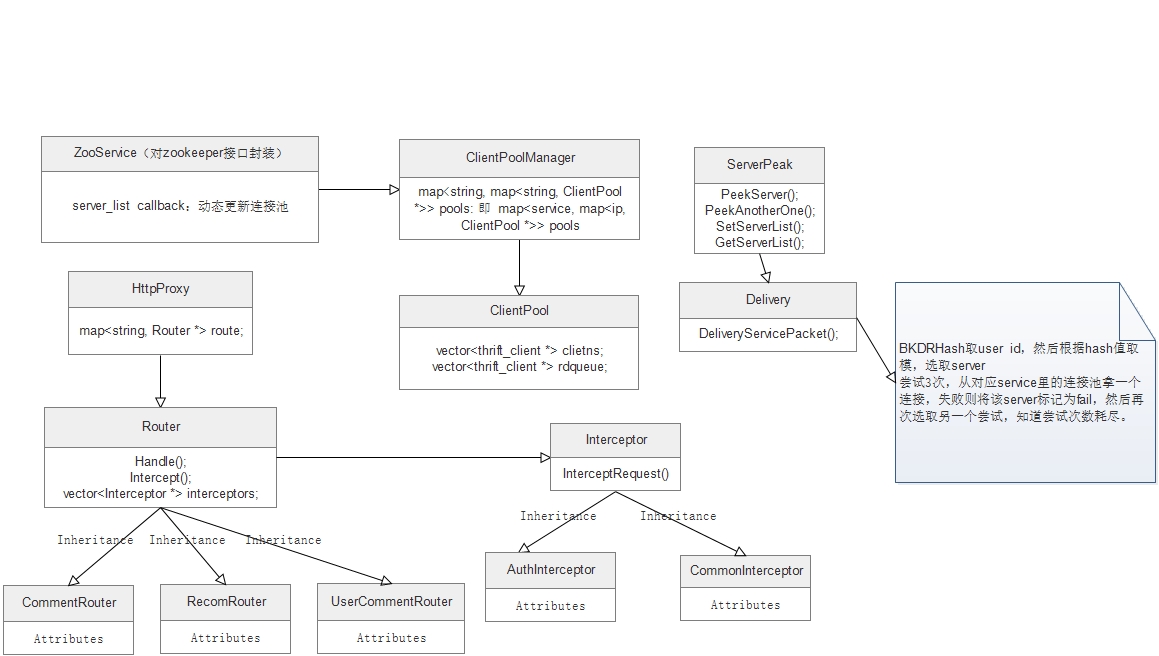 ZooService（对zookeeper接口封装）
server_list callback：动态更新连接池
ClientPoolManager
map<string, map<string, ClientPool
*>> pools: 即 map<service, map<ip,
ClientPool *>> pools
ServerPeak
PeekServer();
PeekAnotherOne();
SetServerList();
GetServerList();
HttpProxy
map<string, Router *> route;
ClientPool
vector<thrift_client *> clietns;
vector<thrift_client *> rdqueue;
Delivery
DeliveryServicePacket();
BKDRHash取user id，然后根据hash值取
模，选取server
尝试3次，从对应service里的连接池拿一个
连接，失败则将该server标记为fail，然后再
次选取另一个尝试，知道尝试次数耗尽。
Router
Handle();
Intercept();
vector<Interceptor *> interceptors;
Interceptor
InterceptRequest()
Inheritance
Inheritance
Inheritance
Inheritance
Inheritance
CommentRouter
Attributes
RecomRouter
Attributes
UserCommentRouter
Attributes
AuthInterceptor
Attributes
CommonInterceptor
Attributes